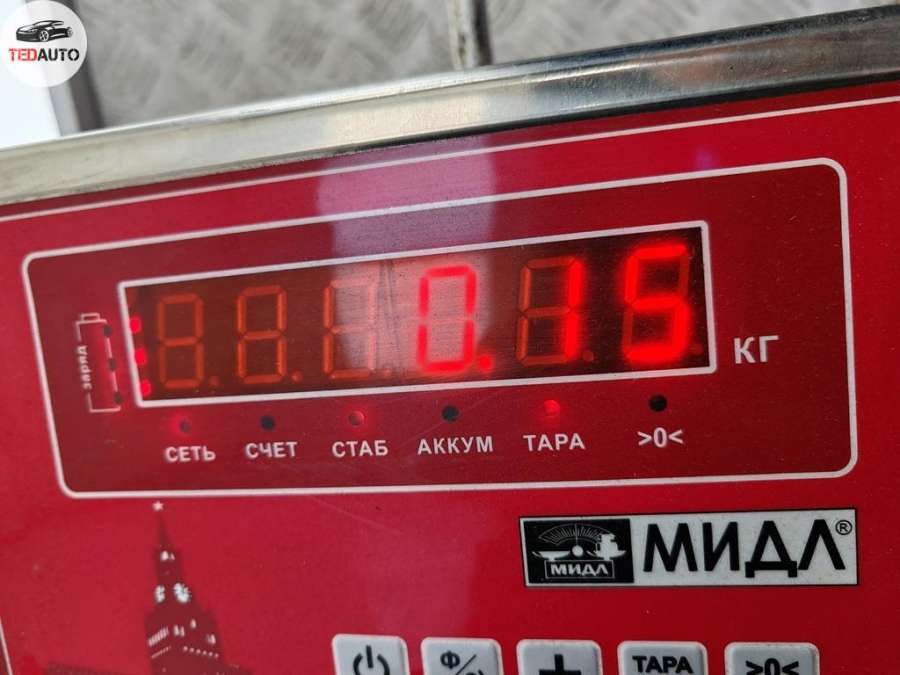 TEDAUTO
0.15
КГ
заряд
СЕТЬ СЧЕТ СТАБ АККУМ ТАРА >0<
МИДЛ МИДЛ®
ТАРА >0<